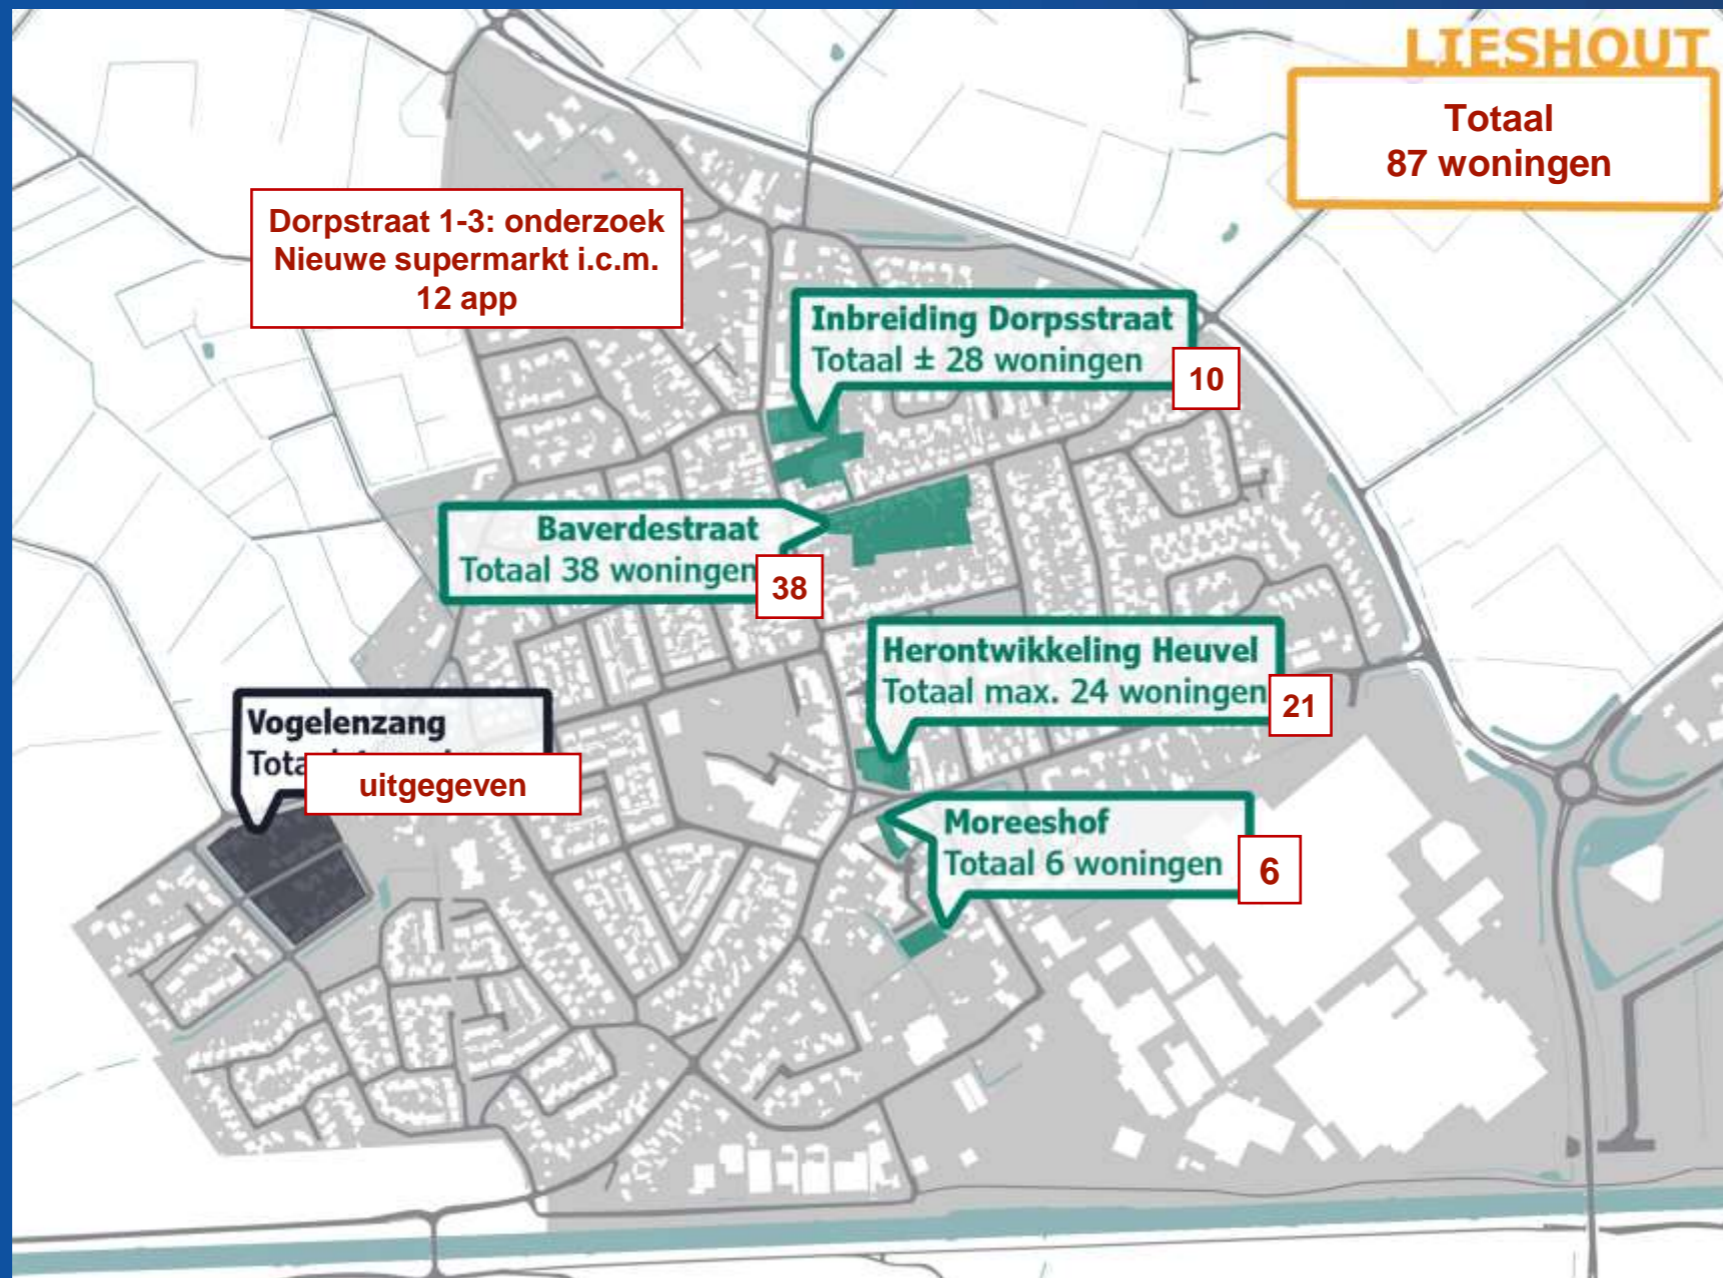 LIESHOUT
Totaal
87 woningen
Dorpstraat 1-3: onderzoek
Nieuwe supermarkt i.c.m.
12 app
Inbreiding Dorpsstraat
Totaal ± 28 woningen
10
Baverdestraat
Totaal 38 woningen
38
Herontwikkeling Heuvel
Totaal max. 24 woningen
21
Vogelenzang
uitgegeven
Moreeshof
Totaal 6 woningen
6